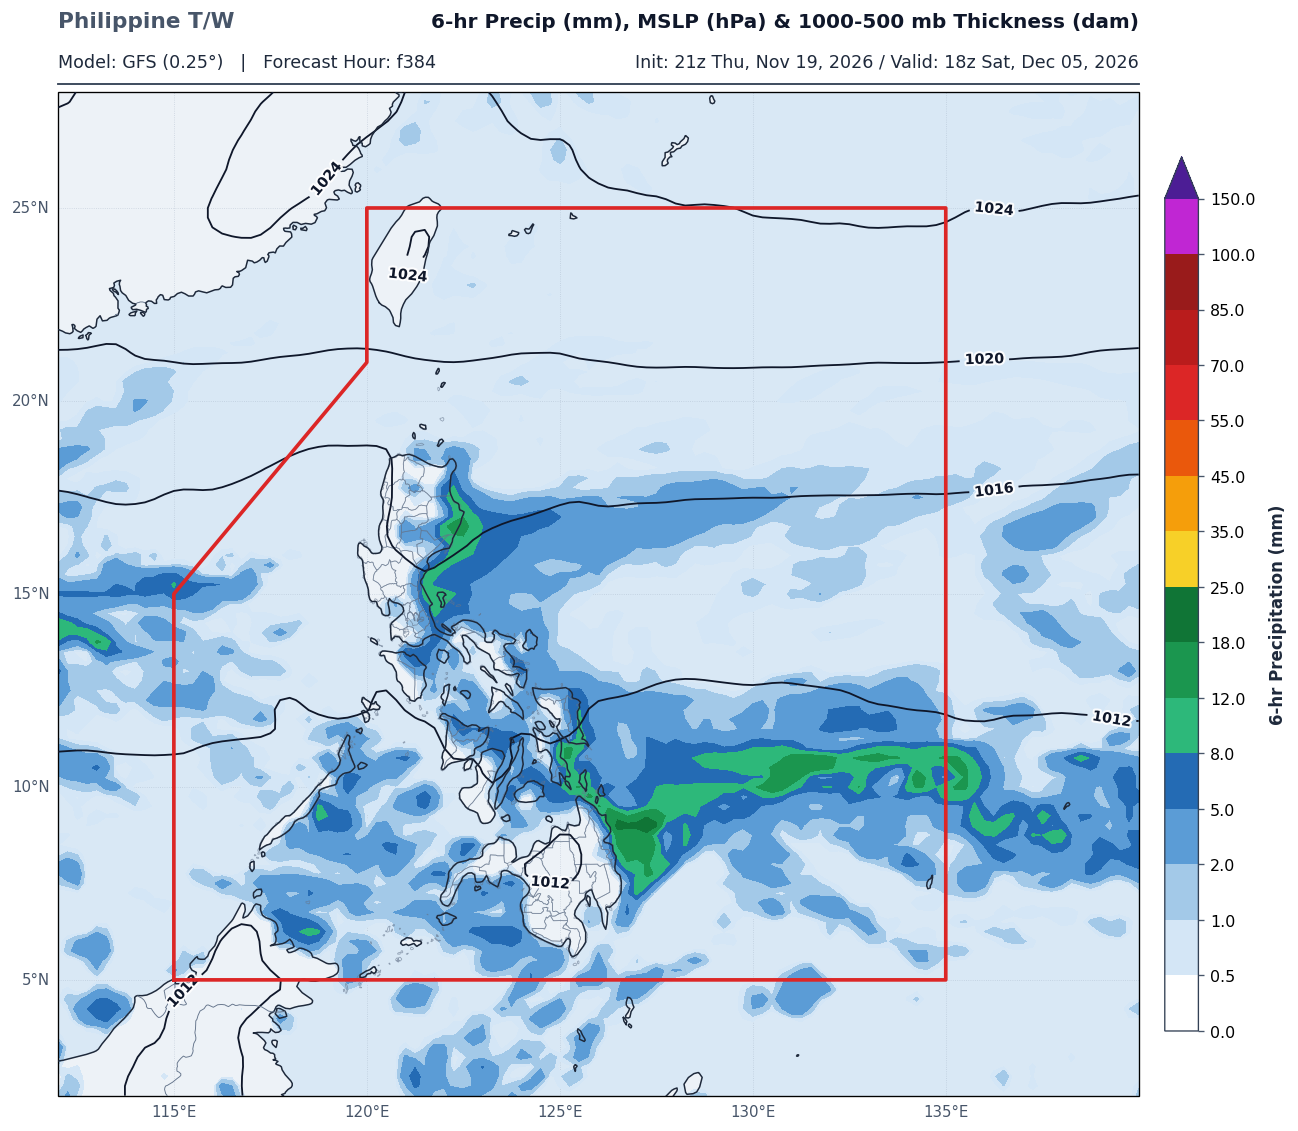 Philippine T/W
6-hr Precip (mm), MSLP (hPa) & 1000-500 mb Thickness (dam)
Model: GFS (0.25°) | Forecast Hour: f384
Init: 21z Thu, Nov 19, 2026 / Valid: 18z Sat, Dec 05, 2026
1024
1024
1024
1020
1016
1012
1012
1012
25°N
20°N
15°N
10°N
5°N
115°E
120°E
125°E
130°E
135°E
150.0
100.0
85.0
70.0
55.0
45.0
35.0
25.0
18.0
12.0
8.0
5.0
2.0
1.0
0.5
0.0
6-hr Precipitation (mm)